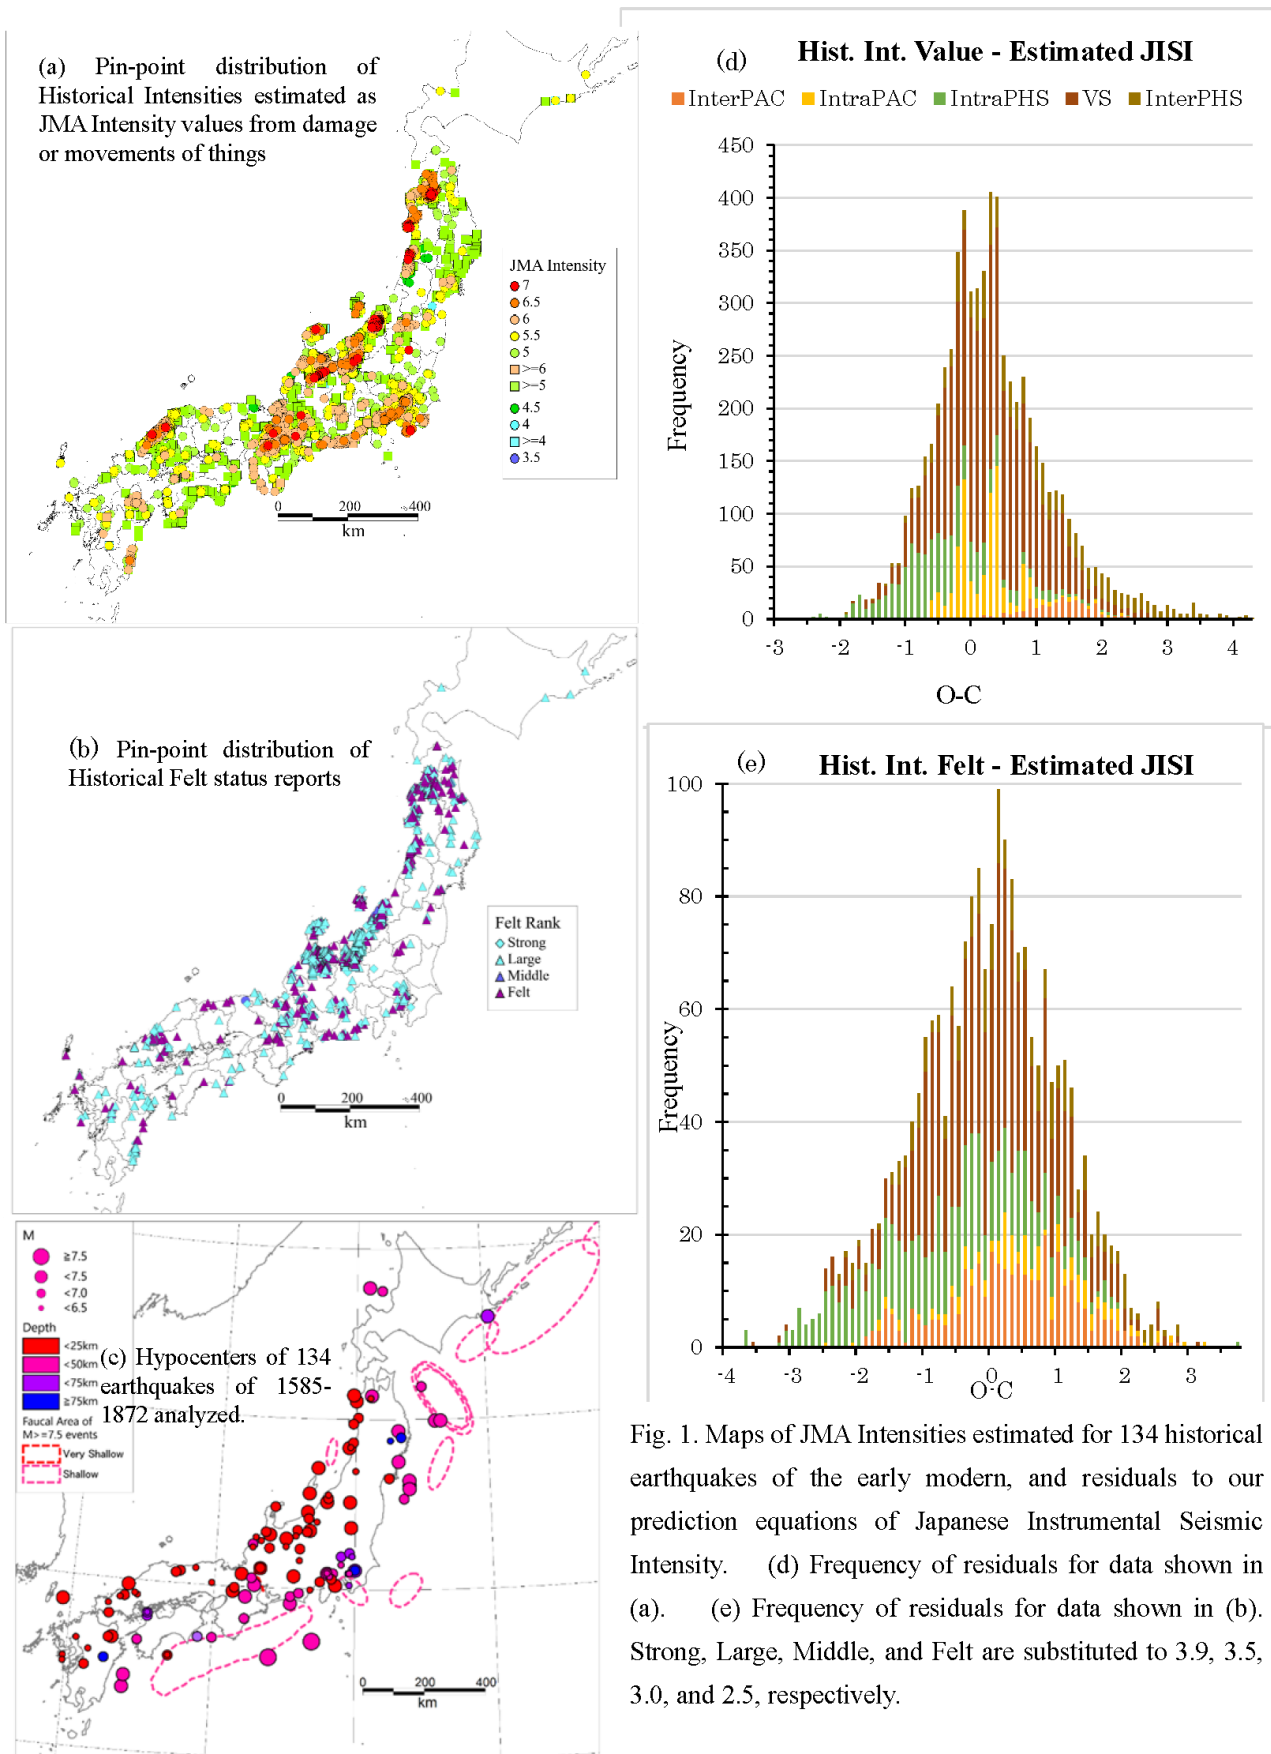 (a) Pin-point distribution of
Historical Intensities estimated as
JMA Intensity values from damage
or movements of things
JMA Intensity
7
6.5
6
5.5
5
>=6
>=5
4.5
4
>=4
3.5
0 200 400
km
(b) Pin-point distribution of
Historical Felt status reports
Felt Rank
Strong
Large
Middle
Felt
0 200 400
km
M
≧7.5
<7.5
<7.0
<6.5
Depth
<25km
<50km
<75km
≧75km
Faucal Area of
M>=7.5 events
Very Shallow
Shallow
(c) Hypocenters of 134
earthquakes of 1585-
1872 analyzed.
0 200 400
km
(d) Hist. Int. Value - Estimated JISI
InterPAC IntraPAC IntraPHS VS InterPHS
450
400
350
300
250
200
150
100
50
0
Frequency
-3 -2 -1 0 1 2 3 4
O-C
(e) Hist. Int. Felt - Estimated JISI
100
80
60
40
20
0
Frequency
-4 -3 -2 -1 0 1 2 3
O-C
Fig. 1. Maps of JMA Intensities estimated for 134 historical
earthquakes of the early modern, and residuals to our
prediction equations of Japanese Instrumental Seismic
Intensity. (d) Frequency of residuals for data shown in
(a). (e) Frequency of residuals for data shown in (b).
Strong, Large, Middle, and Felt are substituted to 3.9, 3.5,
3.0, and 2.5, respectively.